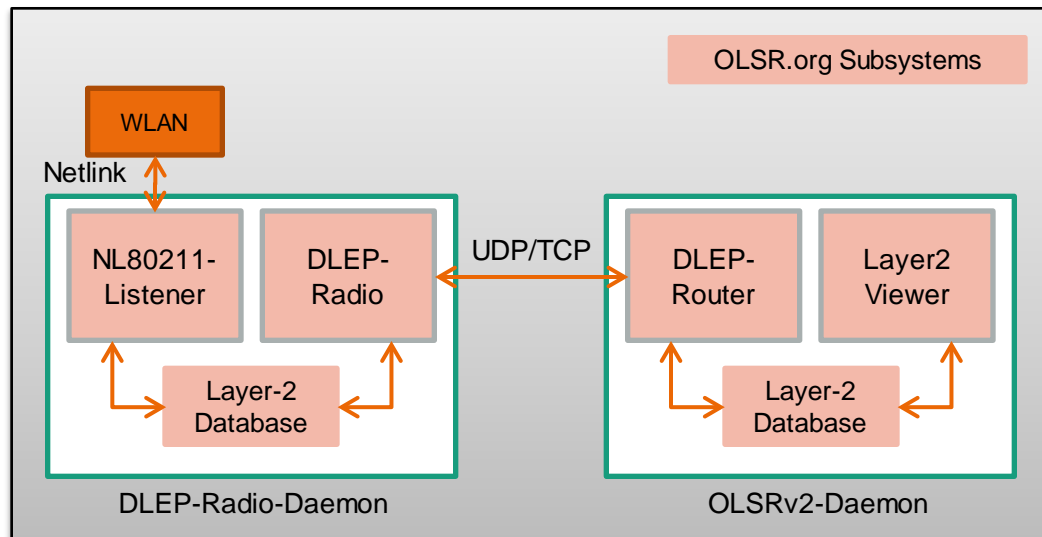 OLSR.org Subsystems
WLAN
Netlink
NL80211-
Listener
DLEP-
Radio
UDP/TCP
DLEP-
Router
Layer2
Viewer
Layer-2
Database
Layer-2
Database
DLEP-Radio-Daemon
OLSRv2-Daemon